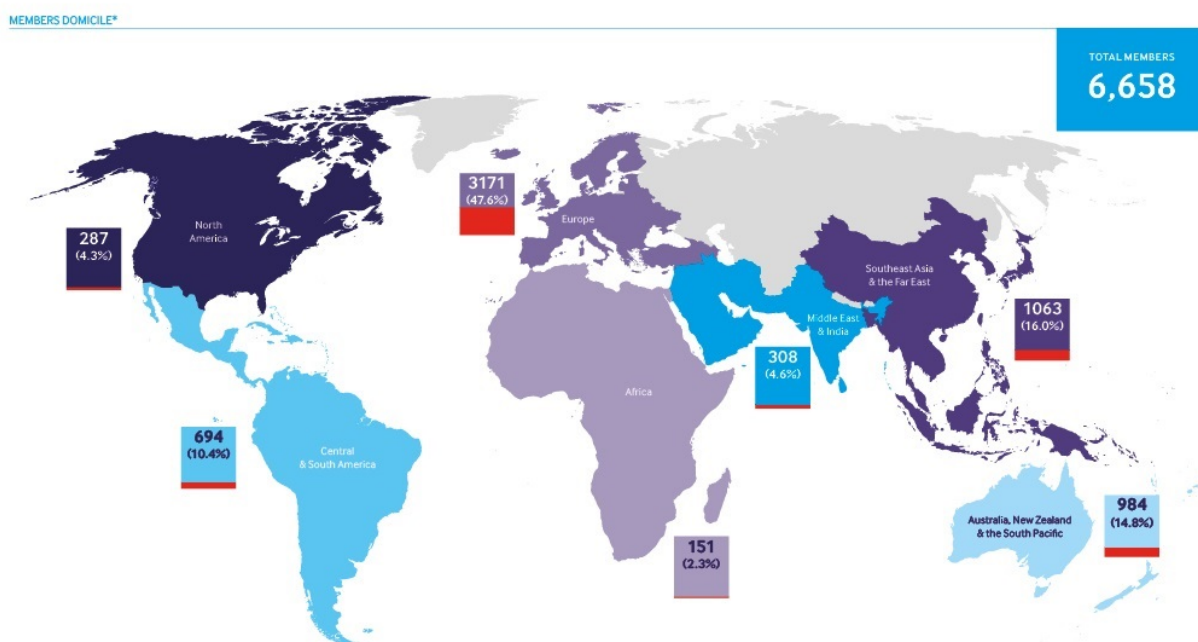 MEMBERS DOMICILE*
TOTAL MEMBERS
6,658
3171
(47.6%)
Europe
North
America
287
(4.3%)
Southeast Asia
& the Far East
1063
(16.0%)
Middle East
& India
308
(4.6%)
Africa
694
(10.4%)
Central
& South America
984
(14.8%)
Australia, New Zealand
& the South Pacific
151
(2.3%)